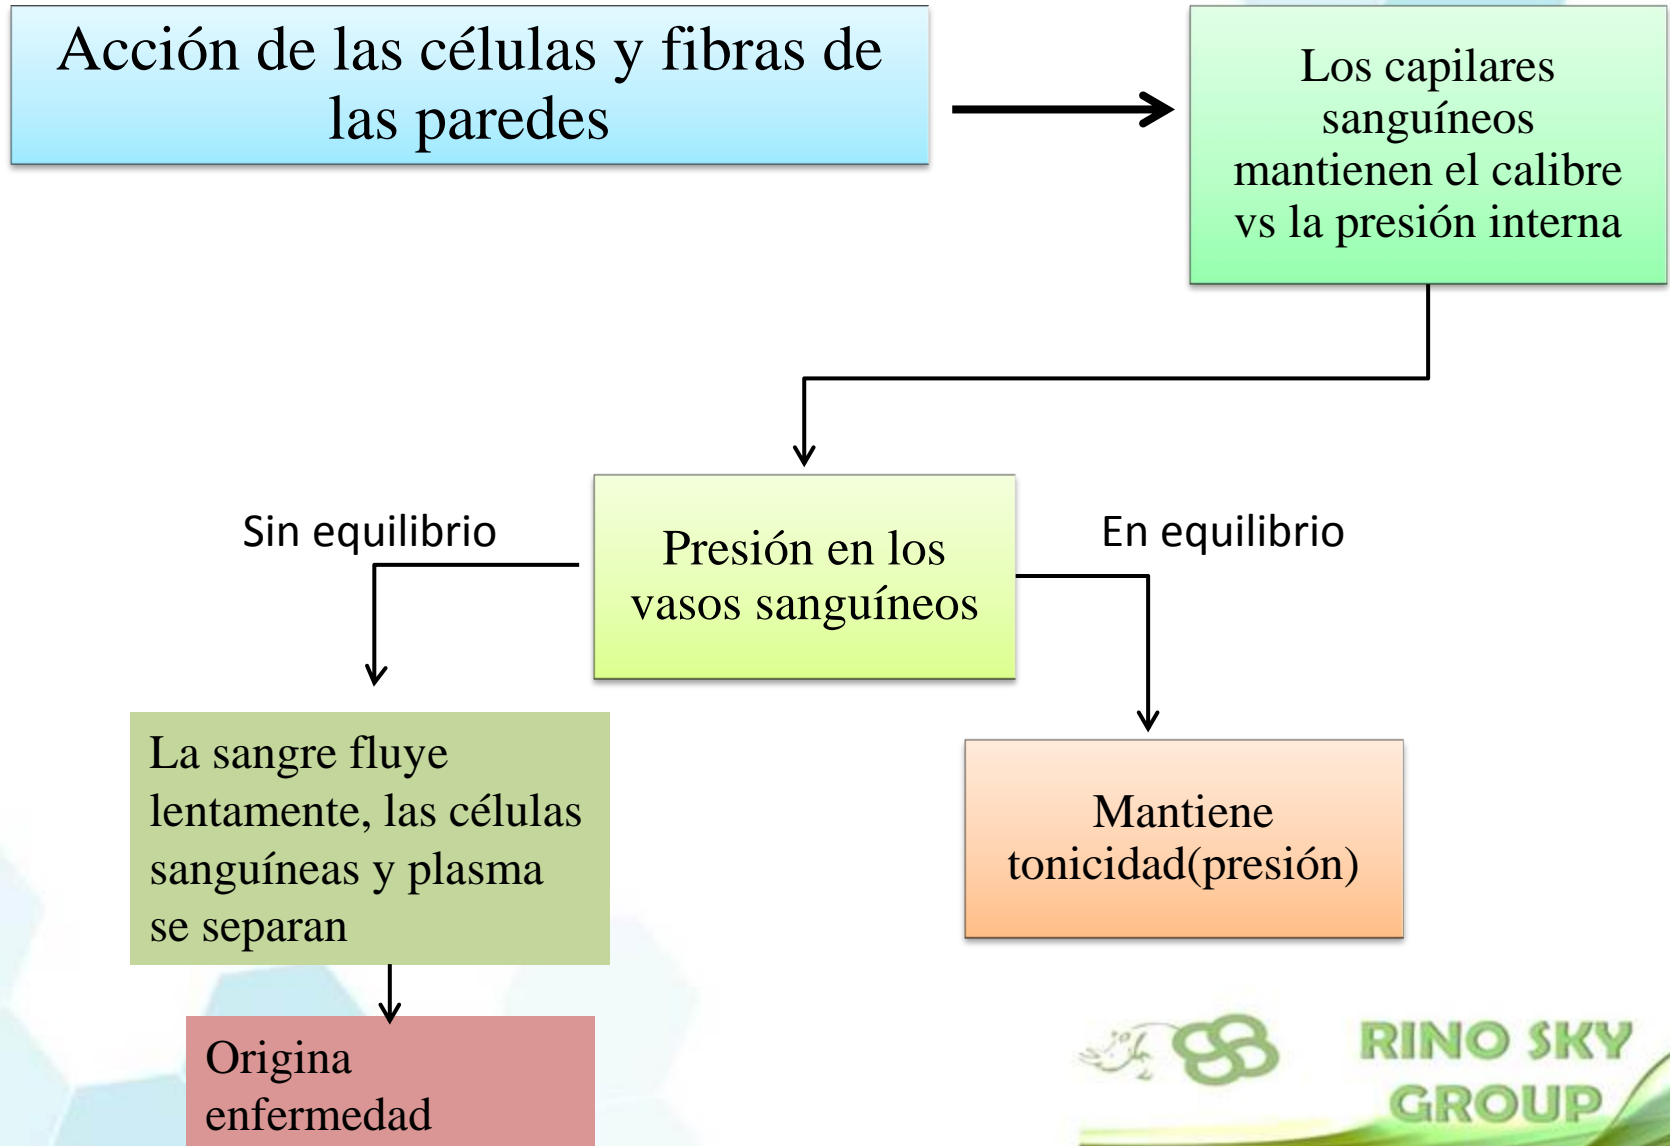 Acción de las células y fibras de
las paredes
Los capilares
sanguíneos
mantienen el calibre
vs la presión interna
Sin equilibrio
Presión en los
vasos sanguíneos
En equilibrio
La sangre fluye
lentamente, las células
sanguíneas y plasma
se separan
Mantiene
tonicidad(presión)
Origina
enfermedad
RINO SKY
GROUP